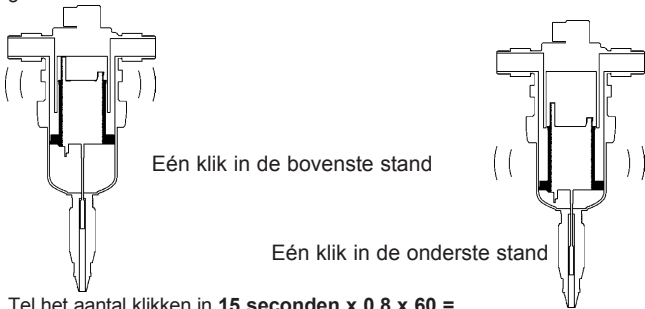 Eén klik in de bovenste stand
Eén klik in de onderste stand
Tel het aantal klikken in 15 seconden x 0,8 x 60 =